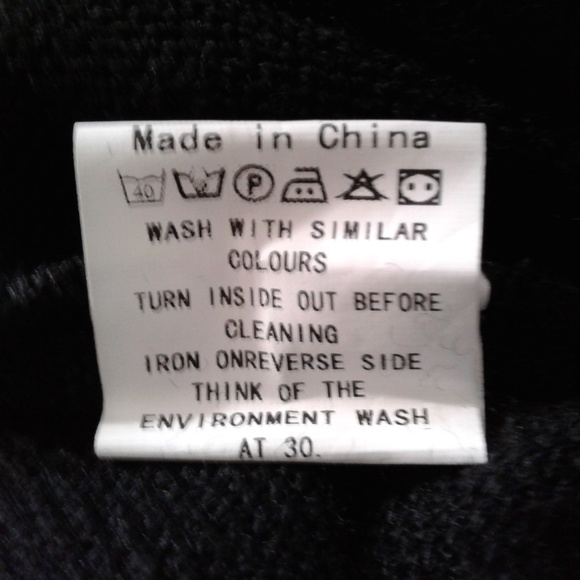 Made in China
40 P
WASH WITH SIMILAR
COLOURS
TURN INSIDE OUT BEFORE
CLEANING
IRON ONREVERSE SIDE
THINK OF THE
ENVIRONMENT WASH
AT 30.